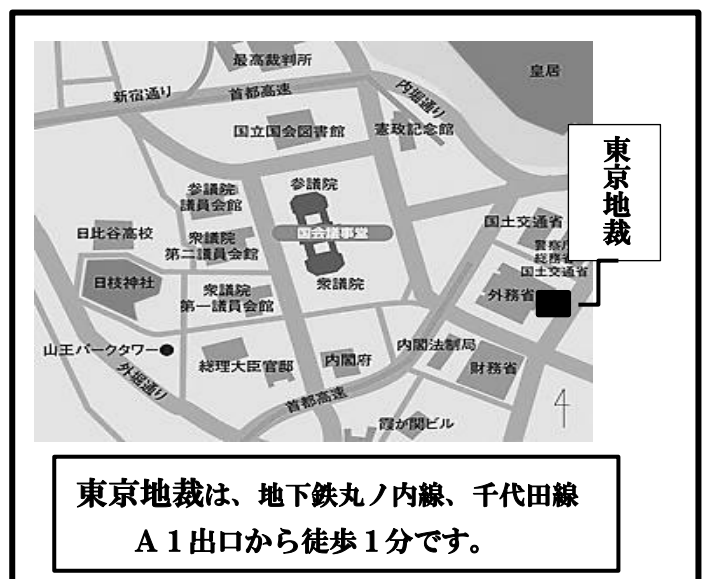 最高裁判所
皇居
新宿通り
首都高速
内堀通り
国立国会図書館
憲政記念館
東京地裁
参議院
議員会館
参議院
国会議事堂
衆議院
日比谷高校
衆議院
第二議員会館
国土交通省
警察庁
総務省
国土交通省
日枝神社
衆議院
第一議員会館
外務省
山王パークタワー
外堀通り
総理大臣官邸
内閣府
内閣法制局
財務省
首都高速
霞が関ビル
東京地裁は、地下鉄丸ノ内線、千代田線
A１出口から徒歩１分です。